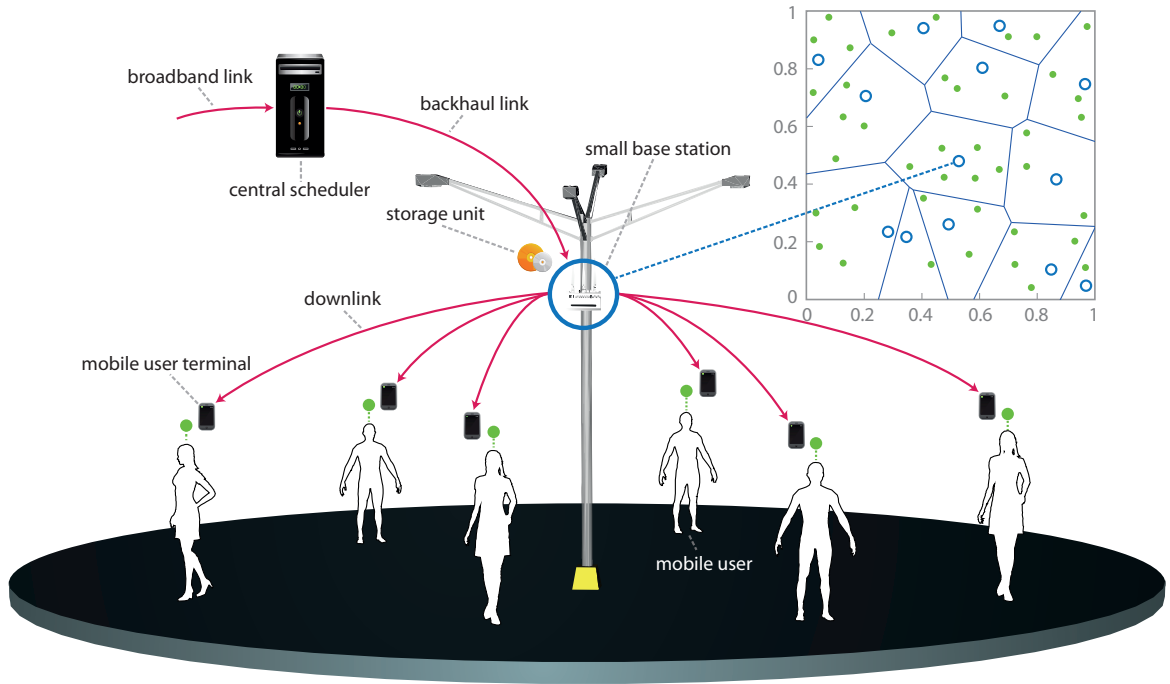 broadband link
backhaul link
central scheduler
small base station
storage unit
downlink
mobile user terminal
mobile user
1
0.8
0.6
0.4
0.2
0
0 0.2 0.4 0.6 0.8 1